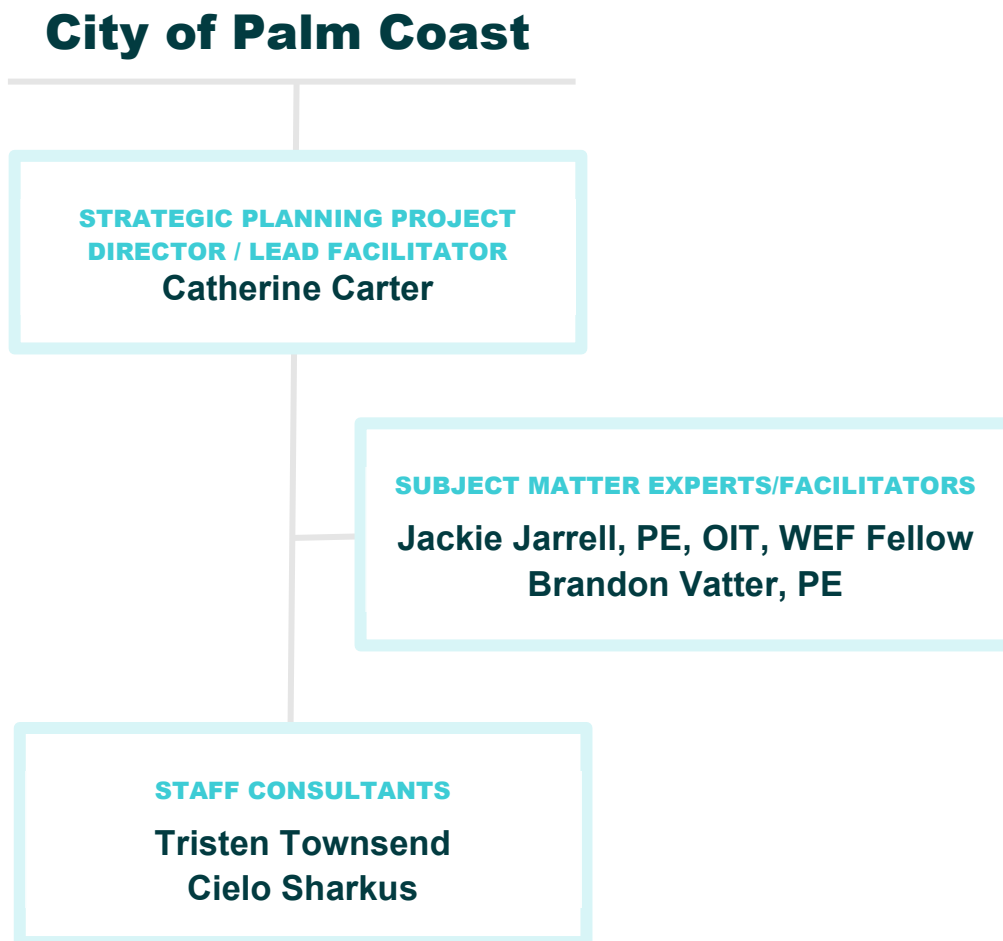 City of Palm Coast
STRATEGIC PLANNING PROJECT
DIRECTOR / LEAD FACILITATOR
Catherine Carter
SUBJECT MATTER EXPERTS/FACILITATORS
Jackie Jarrell, PE, OIT, WEF Fellow
Brandon Vatter, PE
STAFF CONSULTANTS
Tristen Townsend
Cielo Sharkus